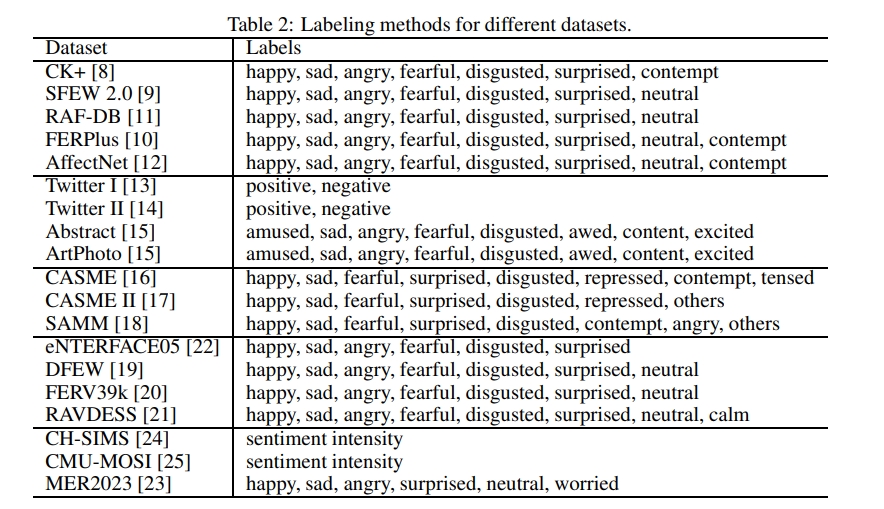 Table 2: Labeling methods for different datasets.
Dataset Labels
CK+ [8] happy, sad, angry, fearful, disgusted, surprised, contempt
SFEW 2.0 [9] happy, sad, angry, fearful, disgusted, surprised, neutral
RAF-DB [11] happy, sad, angry, fearful, disgusted, surprised, neutral
FERPlus [10] happy, sad, angry, fearful, disgusted, surprised, neutral, contempt
AffectNet [12] happy, sad, angry, fearful, disgusted, surprised, neutral, contempt
Twitter I [13] positive, negative
Twitter II [14] positive, negative
Abstract [15] amused, sad, angry, fearful, disgusted, awed, content, excited
ArtPhoto [15] amused, sad, angry, fearful, disgusted, awed, content, excited
CASME [16] happy, sad, fearful, surprised, disgusted, repressed, contempt, tensed
CASME II [17] happy, sad, fearful, surprised, disgusted, repressed, others
SAMM [18] happy, sad, fearful, surprised, disgusted, contempt, angry, others
eNTERFACE05 [22] happy, sad, angry, fearful, disgusted, surprised
DFEW [19] happy, sad, angry, fearful, disgusted, surprised, neutral
FERV39k [20] happy, sad, angry, fearful, disgusted, surprised, neutral
RAVDESS [21] happy, sad, angry, fearful, disgusted, surprised, neutral, calm
CH-SIMS [24] sentiment intensity
CMU-MOSI [25] sentiment intensity
MER2023 [23] happy, sad, angry, surprised, neutral, worried